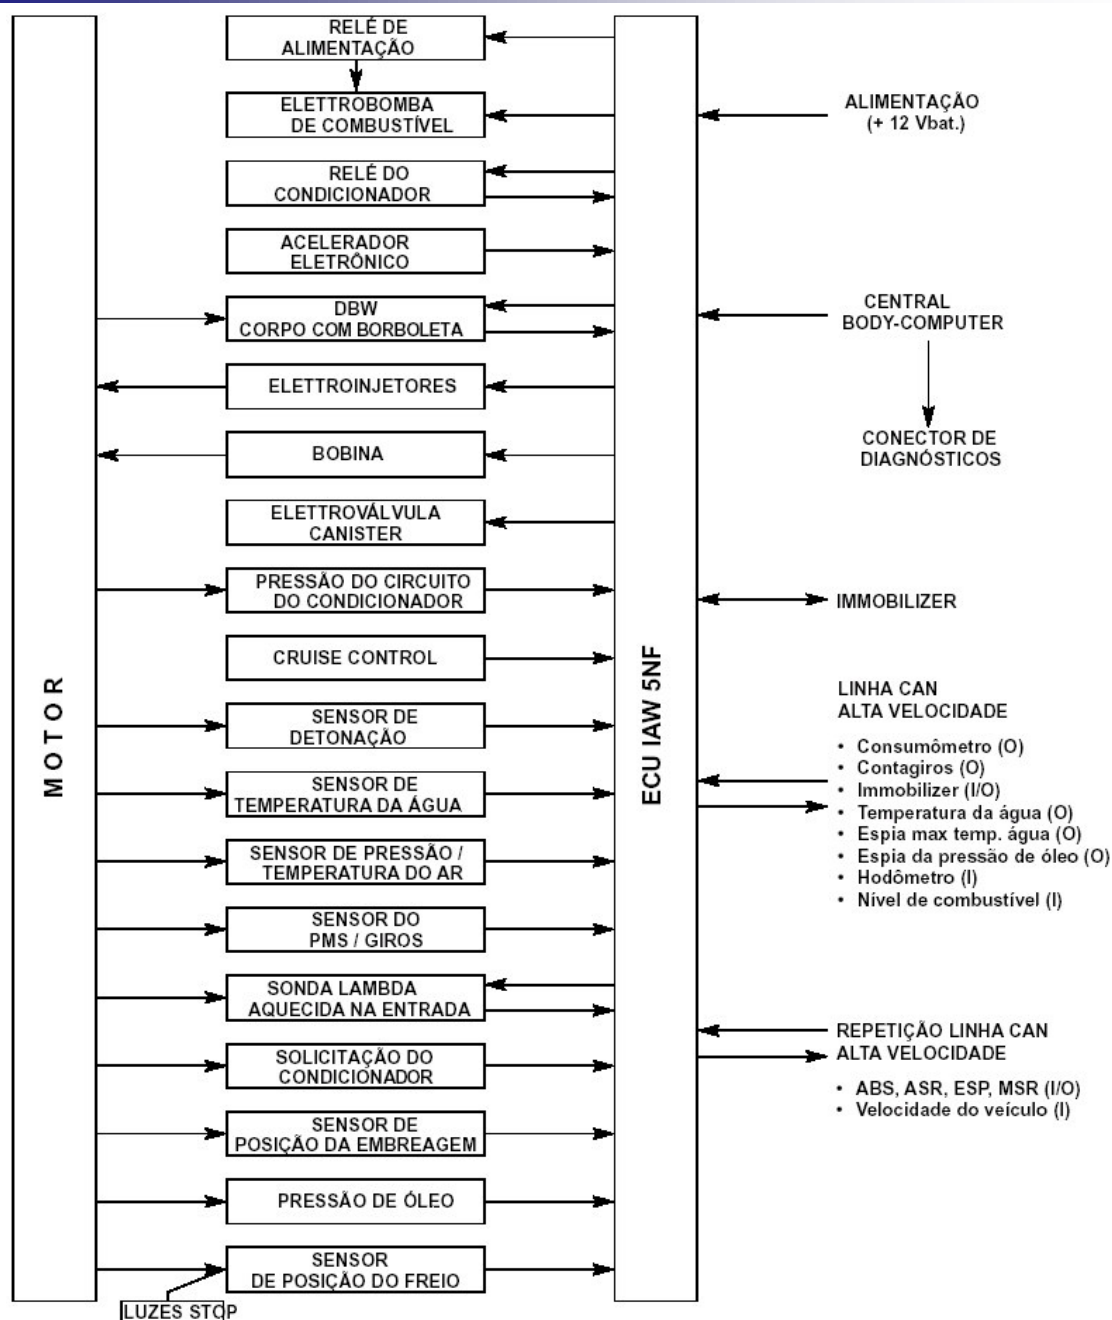 RELÉ DE
ALIMENTAÇÃO
ELETTROBOMBA
DE COMBUSTÍVEL
RELÉ DO
CONDICIONADOR
ACELERADOR
ELETRÔNICO
DBW
CORPO COM BORBOLETA
ELETTROINJETORES
BOBINA
ELETTROVÁLVULA
CANISTER
PRESSÃO DO CIRCUITO
DO CONDICIONADOR
CRUISE CONTROL
SENSOR DE
DETONAÇÃO
SENSOR DE
TEMPERATURA DA ÁGUA
SENSOR DE PRESSÃO /
TEMPERATURA DO AR
SENSOR DO
PMS / GIROS
SONDA LAMBDA
AQUECIDA NA ENTRADA
SOLICITAÇÃO DO
CONDICIONADOR
SENSOR DE
POSIÇÃO DA EMBREAGEM
PRESSÃO DE ÓLEO
SENSOR
DE POSIÇÃO DO FREIO
LUZES STOP
MOTOR
ECU IAW 5NF
ALIMENTAÇÃO
(+ 12 Vbat.)
CENTRAL
BODY-COMPUTER
CONECTOR DE
DIAGNÓSTICOS
IMMOBILIZER
LINHA CAN
ALTA VELOCIDADE
• Consumômetro (O)
• Contagiros (O)
• Immobilizer (I/O)
• Temperatura da água (O)
• Espia max temp. água (O)
• Espia da pressão de óleo (O)
• Hodômetro (I)
• Nível de combustível (I)
REPETIÇÃO LINHA CAN
ALTA VELOCIDADE
• ABS, ASR, ESP, MSR (I/O)
• Velocidade do veículo (I)